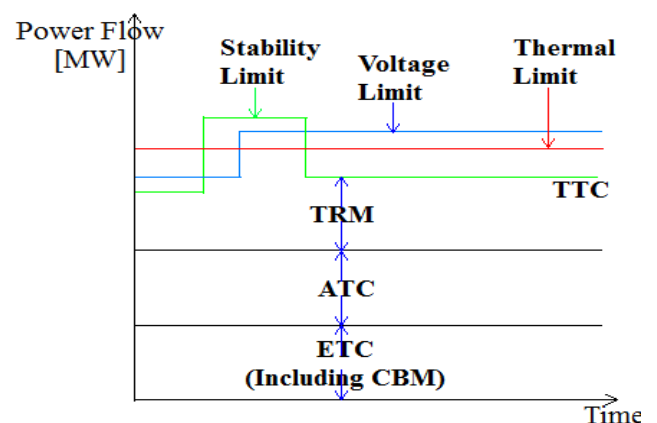 Power Flow
[MW]
Stability
Limit
Voltage
Limit
Thermal
Limit
TTC
TRM
ATC
ETC
(Including CBM)
Time